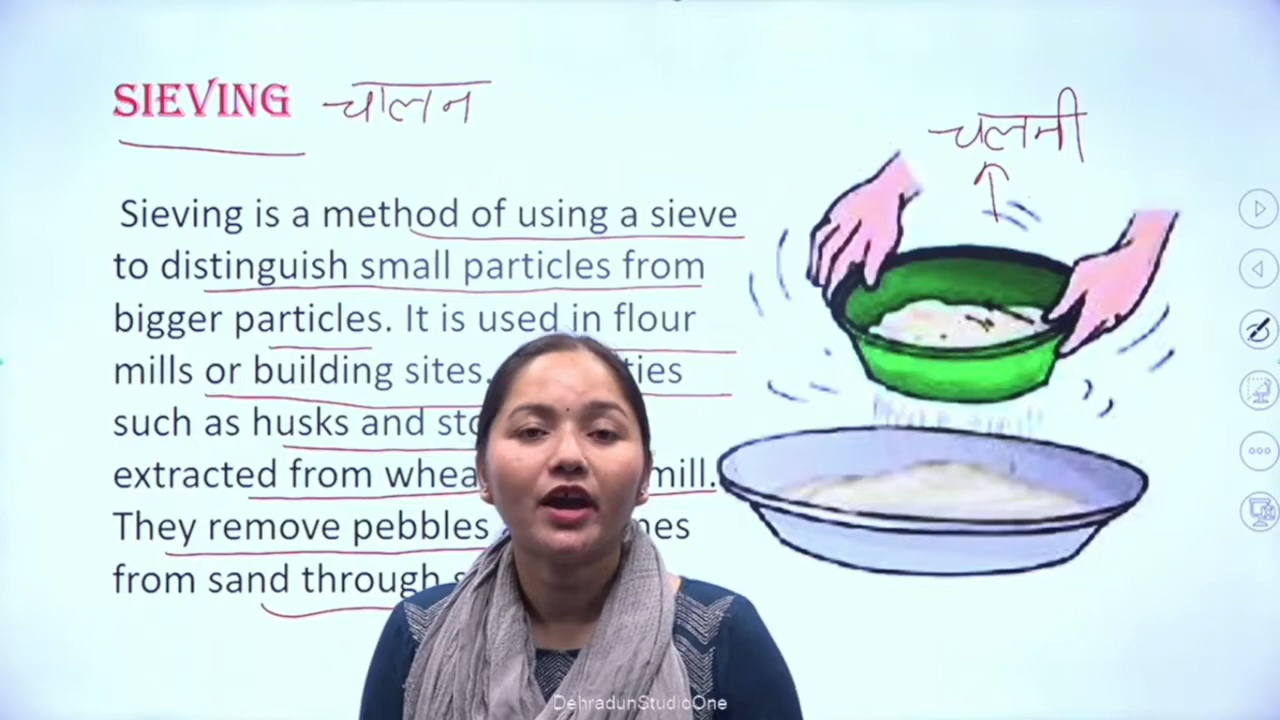 SIEVING चालन
चलनी
Sieving is a method of using a sieve
to distinguish small particles from
bigger particles. It is used in flour
mills or building sites.
such as husks and
extracted from mill.
They remove pebbles
from sand through
DehradunStudioOne